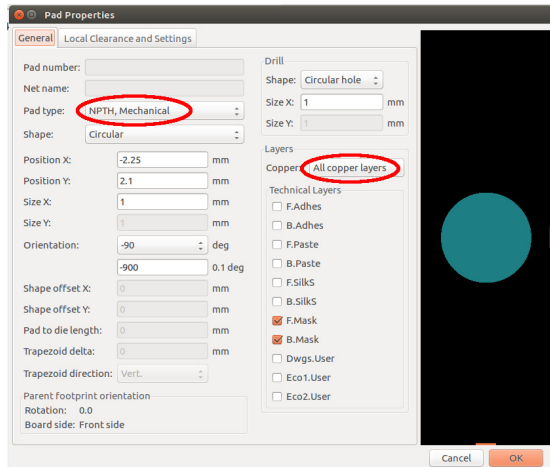 Pad Properties
General Local Clearance and Settings
Pad number:
Net name:
Pad type: NPTH, Mechanical
Shape: Circular
Position X: -2.25 mm
Position Y: 2.1 mm
Size X: 1 mm
Size Y: 1 mm
Orientation: -90 deg
-900 0.1 deg
Shape offset X: 0 mm
Shape offset Y: 0 mm
Pad to die length: 0 mm
Trapezoid delta: 0 mm
Trapezoid direction: Vert.
Parent footprint orientation
Rotation: 0.0
Board side: Front side
Drill
Shape: Circular hole
Size X: 1 mm
Size Y: 1 mm
Layers
Copper: All copper layers
Technical Layers
F.Adhes
B.Adhes
F.Paste
B.Paste
F.SilkS
B.SilkS
F.Mask
B.Mask
Dwgs.User
Eco1.User
Eco2.User
Cancel OK